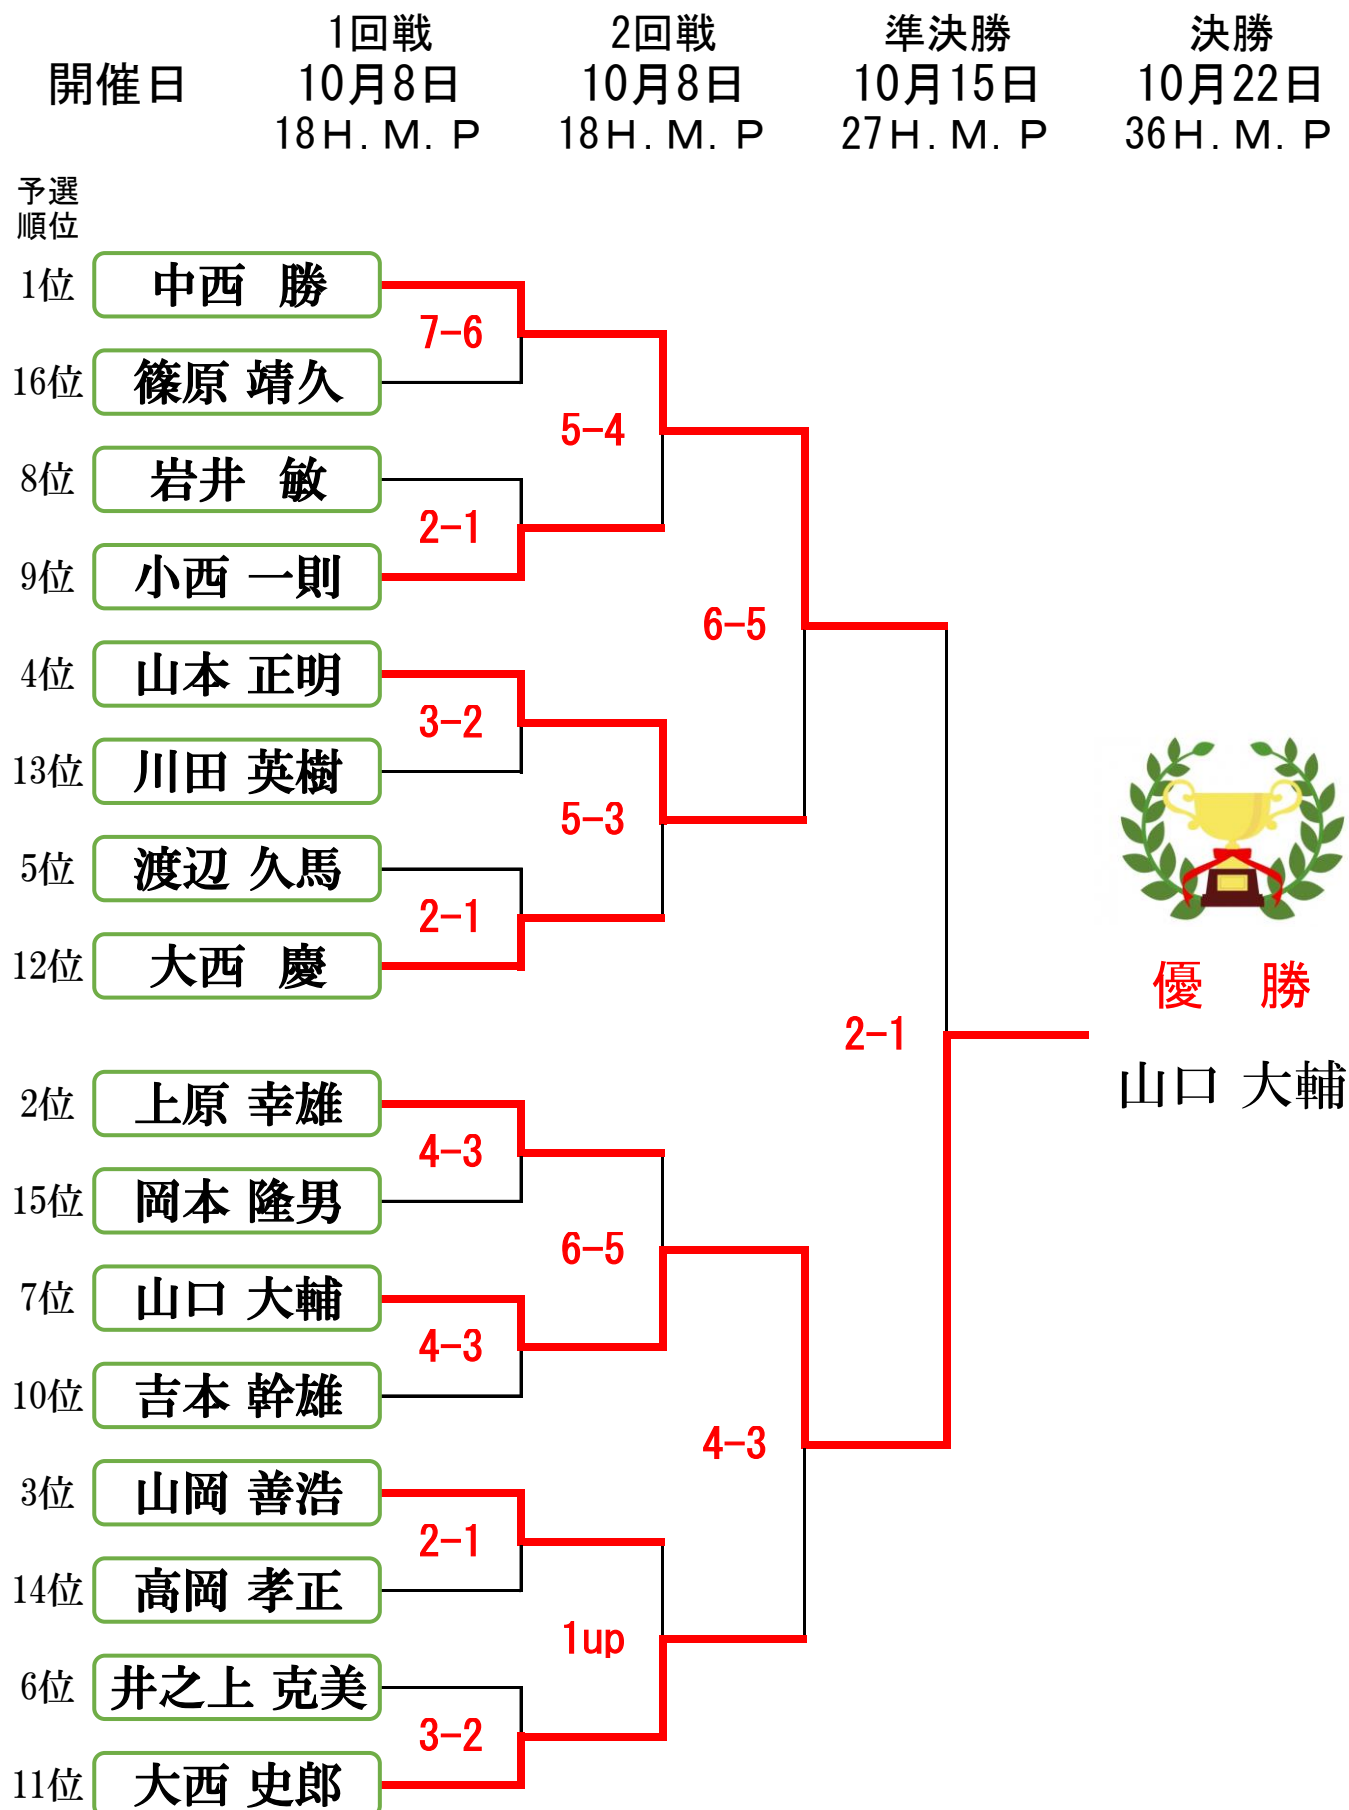 1回戦 2回戦 準決勝 決勝
開催日 10月8日 10月8日 10月15日 10月22日
18H.M.P 18H.M.P 27H.M.P 36H.M.P
予選
順位
1位 中西 勝
7-6
16位 篠原 靖久
5-4
8位 岩井 敏
2-1
9位 小西 一則
6-5
4位 山本 正明
3-2
13位 川田 英樹
5-3
5位 渡辺 久馬
2-1
12位 大西 慶
優 勝
2-1
山口 大輔
2位 上原 幸雄
4-3
15位 岡本 隆男
6-5
7位 山口 大輔
4-3
10位 吉本 幹雄
4-3
3位 山岡 善浩
2-1
14位 高岡 孝正
1up
6位 井之上 克美
3-2
11位 大西 史郎